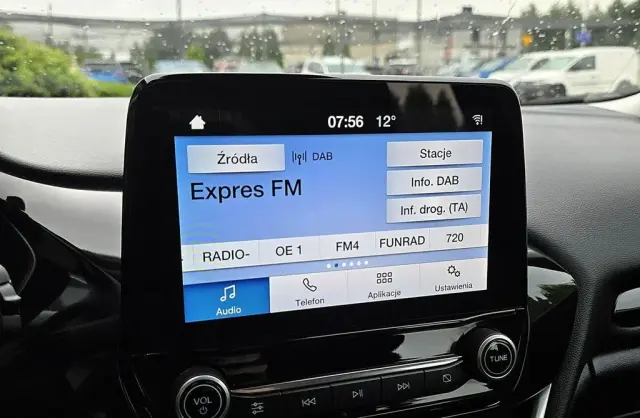 07:56 12°
Źródła DAB Stacje
Expres FM Info. DAB
Inf. drog. (TA)
RADIO- OE 1 FM4 FUNRAD 720
Audio Telefon Aplikacje Ustawienia
VOL TUNE